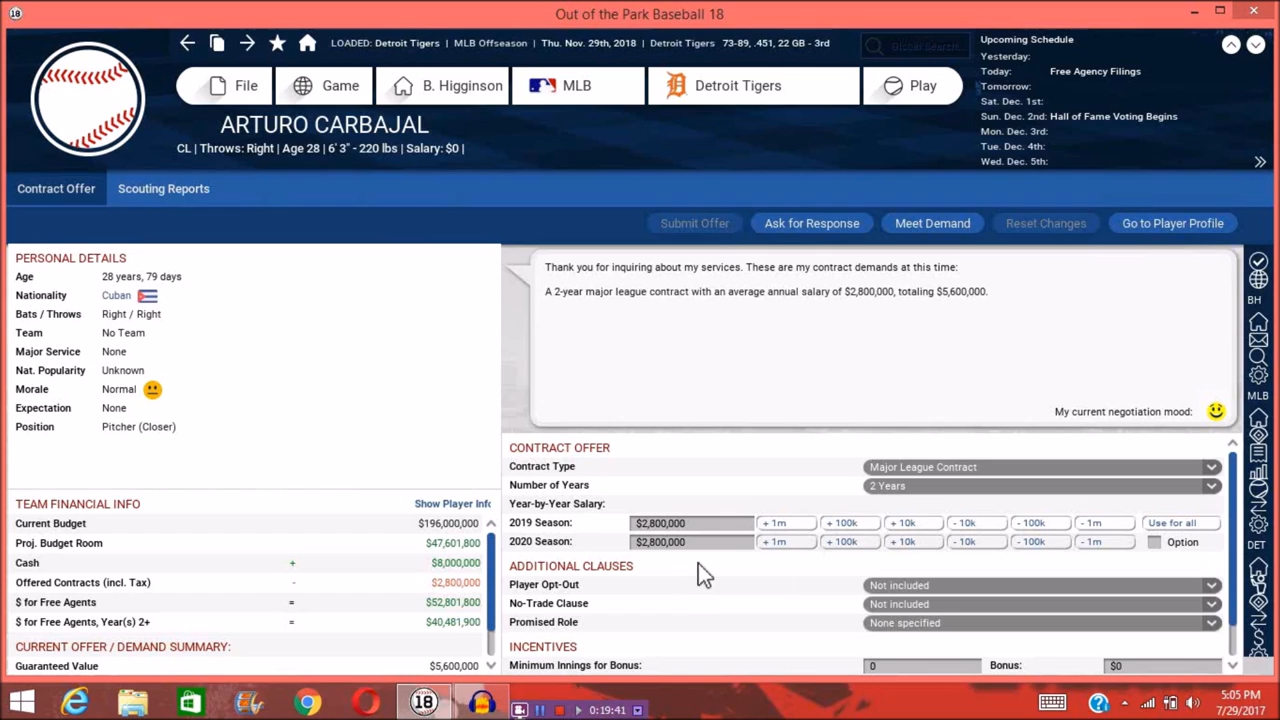 Out of the Park Baseball 18
18
LOADED: Detroit Tigers | MLB Offseason | Thu. Nov. 29th, 2018 | Detroit Tigers 73-89, .451, 22 GB - 3rd
Global Search...
Upcoming Schedule
Yesterday:
Today: Free Agency Filings
Tomorrow:
Sat. Dec. 1st:
Sun. Dec. 2nd: Hall of Fame Voting Begins
Mon. Dec. 3rd:
Tue. Dec. 4th:
Wed. Dec. 5th:
File
Game
B. Higginson
MLB
Detroit Tigers
Play
ARTURO CARBAJAL
CL | Throws: Right | Age 28 | 6' 3" - 220 lbs | Salary: $0 |
Contract Offer
Scouting Reports
Submit Offer
Ask for Response
Meet Demand
Reset Changes
Go to Player Profile
PERSONAL DETAILS
Age 28 years, 79 days
Nationality Cuban
Bats / Throws Right / Right
Team No Team
Major Service None
Nat. Popularity Unknown
Morale Normal
Expectation None
Position Pitcher (Closer)
Thank you for inquiring about my services. These are my contract demands at this time:
A 2-year major league contract with an average annual salary of $2,800,000, totaling $5,600,000.
My current negotiation mood:
TEAM FINANCIAL INFO Show Player Info
Current Budget $196,000,000
Proj. Budget Room $47,601,800
Cash + $8,000,000
Offered Contracts (incl. Tax) - $2,800,000
$ for Free Agents = $52,801,800
$ for Free Agents, Year(s) 2+ = $40,481,900
CURRENT OFFER / DEMAND SUMMARY:
Guaranteed Value $5,600,000
CONTRACT OFFER
Contract Type Major League Contract
Number of Years 2 Years
Year-by-Year Salary:
2019 Season: $2,800,000 + 1m + 100k + 10k - 10k - 100k - 1m Use for all
2020 Season: $2,800,000 + 1m + 100k + 10k - 10k - 100k - 1m Option
ADDITIONAL CLAUSES
Player Opt-Out Not included
No-Trade Clause Not included
Promised Role None specified
INCENTIVES
Minimum Innings for Bonus: 0 Bonus: $0
BH
MLB
DET
18
0:19:41
5:05 PM
7/29/2017